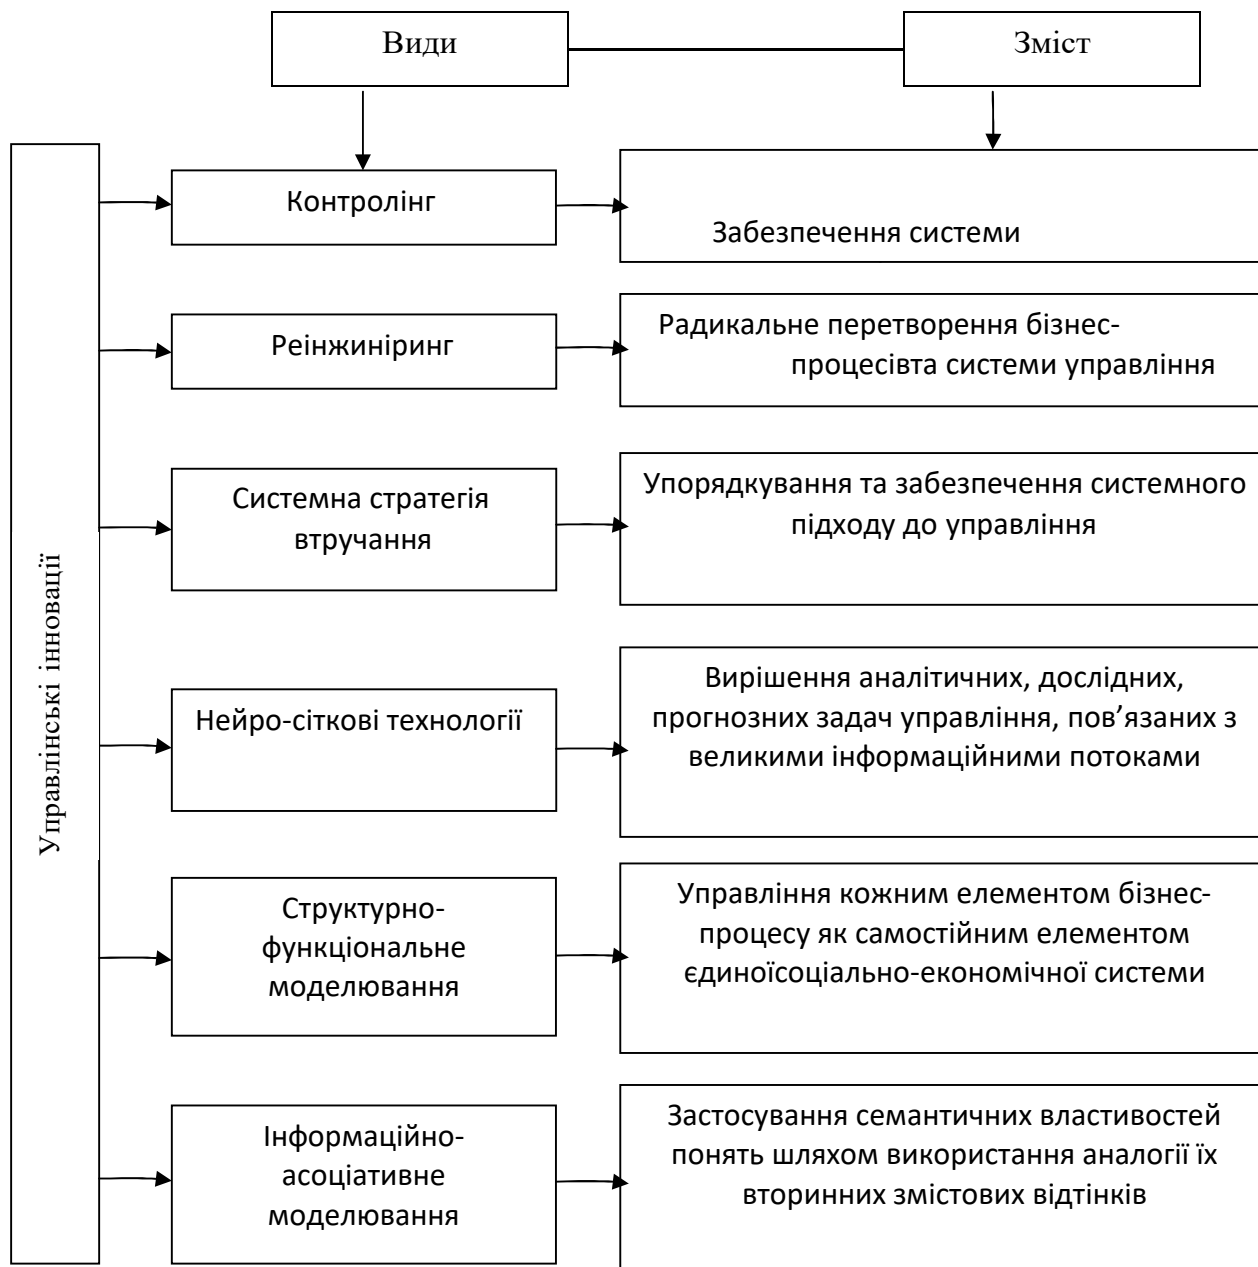 Види
Зміст
Управлінські інновації
Контролінг
Забезпечення системи
Реінжиніринг
Радикальне перетворення бізнес-
процесівта системи управління
Системна стратегія
втручання
Упорядкування та забезпечення системного
підходу до управління
Нейро-сіткові технології
Вирішення аналітичних, дослідних,
прогнозних задач управління, пов’язаних з
великими інформаційними потоками
Структурно-
функціональне
моделювання
Управління кожним елементом бізнес-
процесу як самостійним елементом
єдиноїсоціально-економічної системи
Інформаційно-
асоціативне
моделювання
Застосування семантичних властивостей
понять шляхом використання аналогії їх
вторинних змістових відтінків